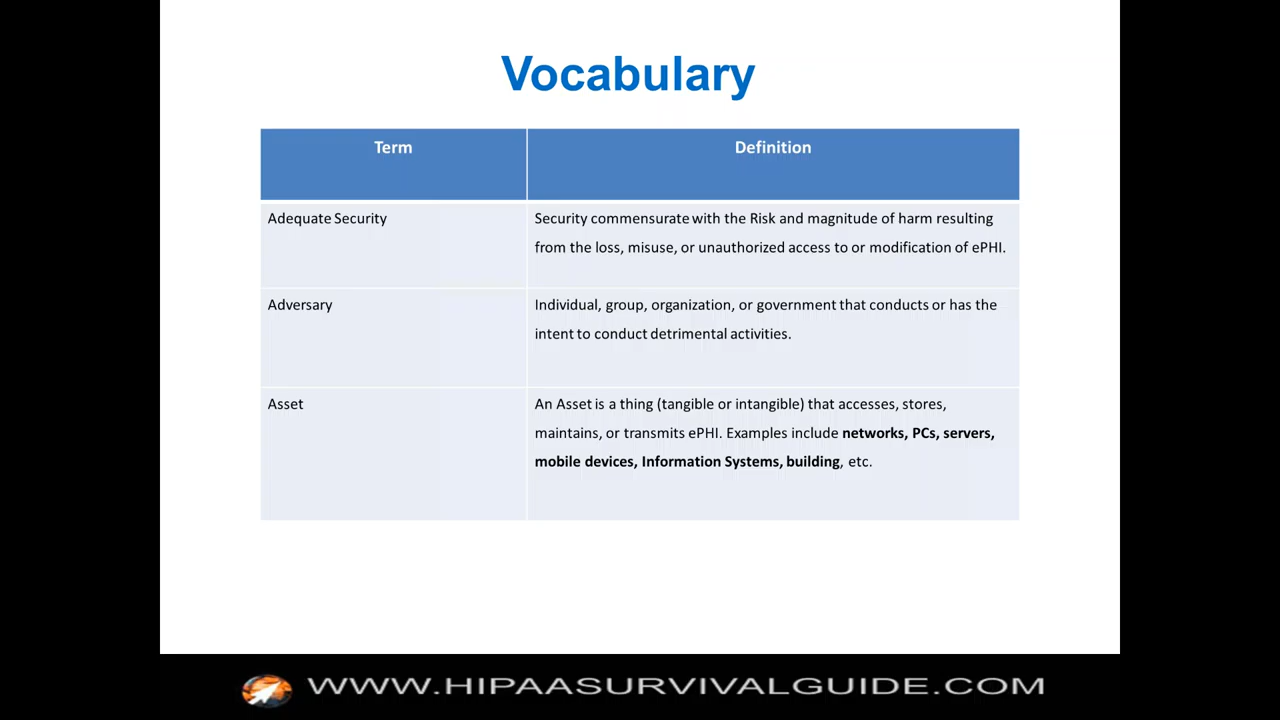 Vocabulary
Term
Definition
Adequate Security
Security commensurate with the Risk and magnitude of harm resulting
from the loss, misuse, or unauthorized access to or modification of ePHI.
Adversary
Individual, group, organization, or government that conducts or has the
intent to conduct detrimental activities.
Asset
An Asset is a thing (tangible or intangible) that accesses, stores,
maintains, or transmits ePHI. Examples include networks, PCs, servers,
mobile devices, Information Systems, building, etc.
WWW.HIPAASURVIVALGUIDE.COM